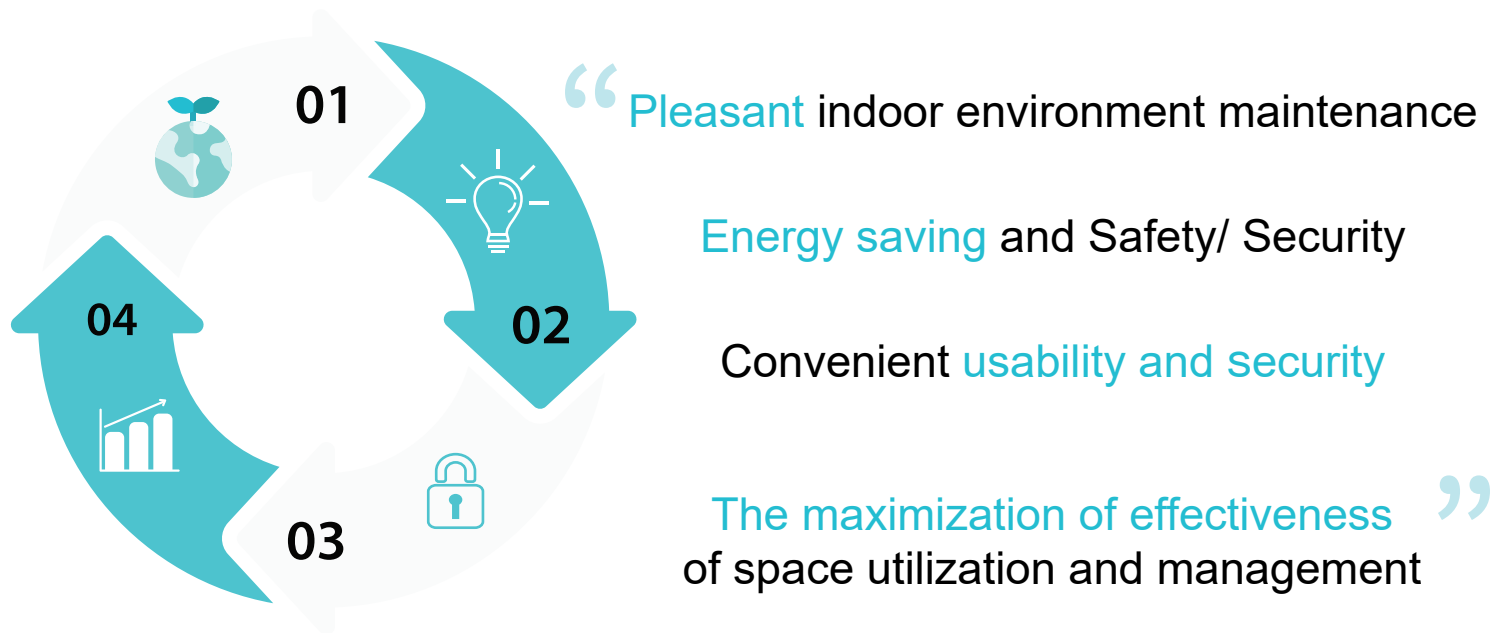 01
02
03
04
“ Pleasant indoor environment maintenance
Energy saving and Safety/ Security
Convenient usability and security
The maximization of effectiveness ”
of space utilization and management